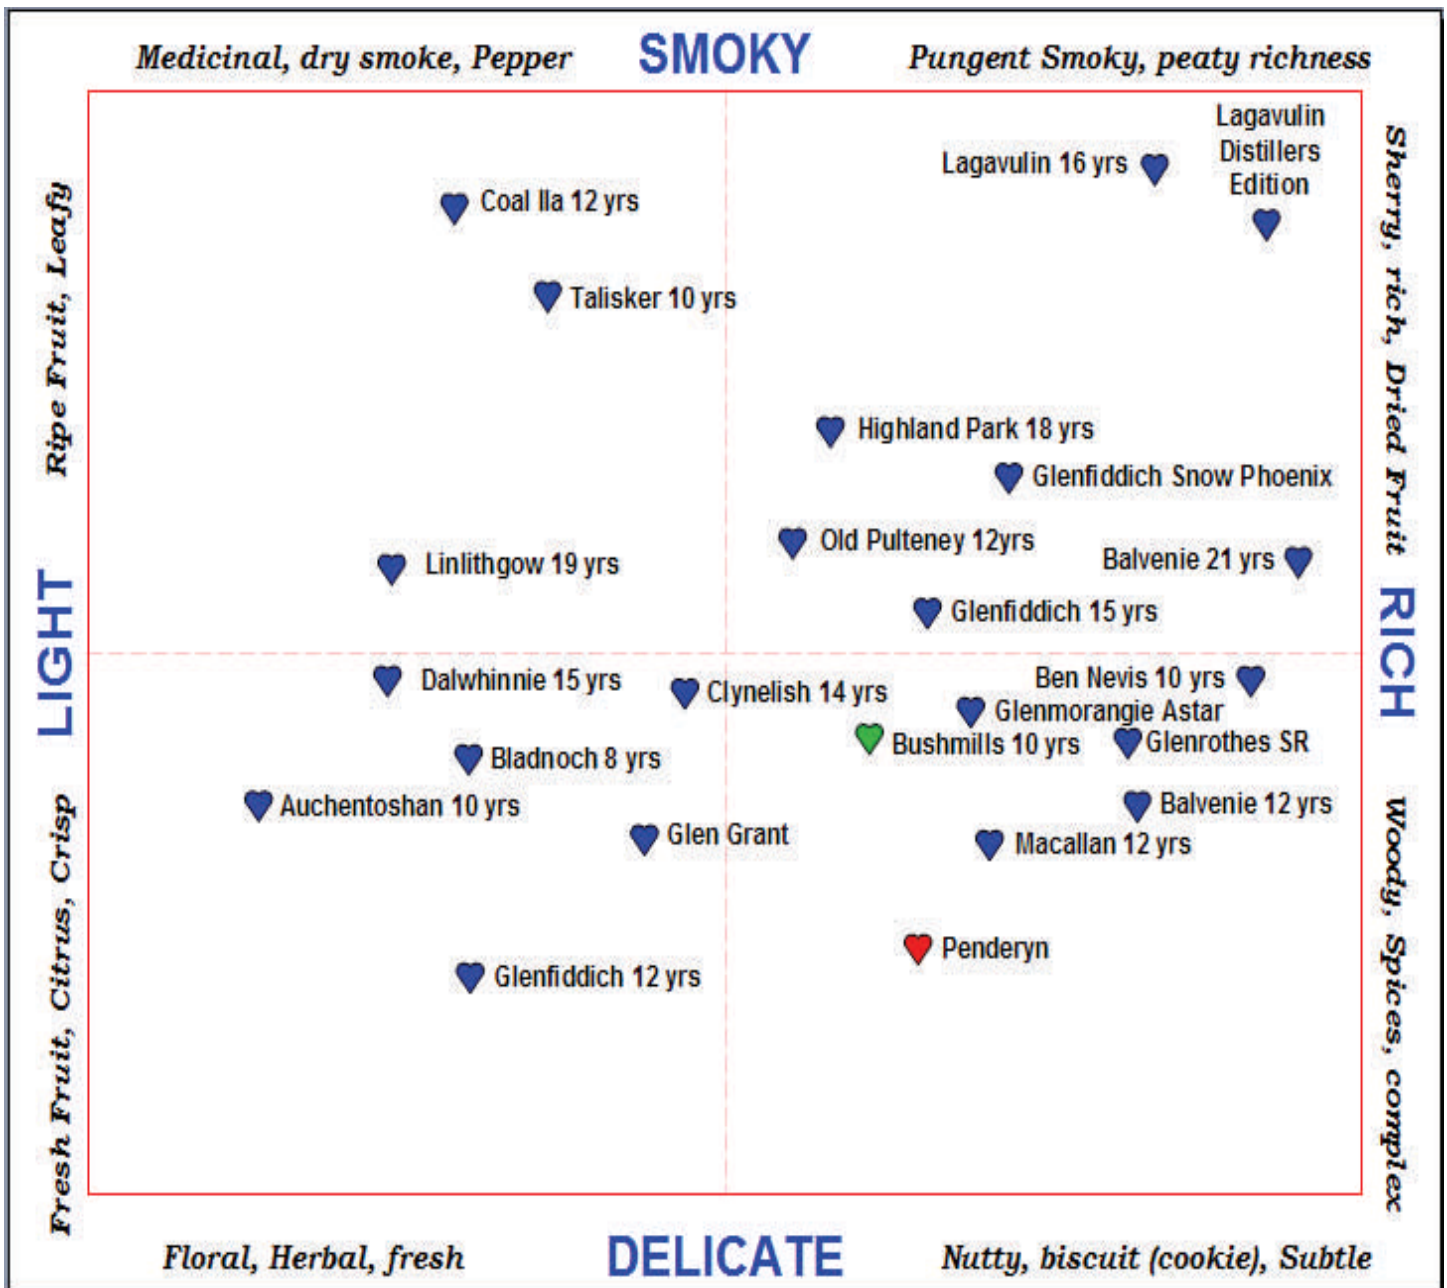 Medicinal, dry smoke, Pepper
SMOKY
Pungent Smoky, peaty richness
Lagavulin
Distillers
Edition
Lagavulin 16 yrs
Coal Ila 12 yrs
Talisker 10 yrs
Highland Park 18 yrs
Glenfiddich Snow Phoenix
Old Pulteney 12yrs
Linlithgow 19 yrs
Balvenie 21 yrs
Glenfiddich 15 yrs
Dalwhinnie 15 yrs
Clynelish 14 yrs
Ben Nevis 10 yrs
Glenmorangie Astar
Bushmills 10 yrs
Glenrothes SR
Bladnoch 8 yrs
Auchentoshan 10 yrs
Balvenie 12 yrs
Glen Grant
Macallan 12 yrs
Penderyn
Glenfiddich 12 yrs
Ripe Fruit, Leafy
LIGHT
Fresh Fruit, Citrus, Crisp
Sherry, rich, Dried Fruit
RICH
Woody, Spices, complex
Floral, Herbal, fresh
DELICATE
Nutty, biscuit (cookie), Subtle